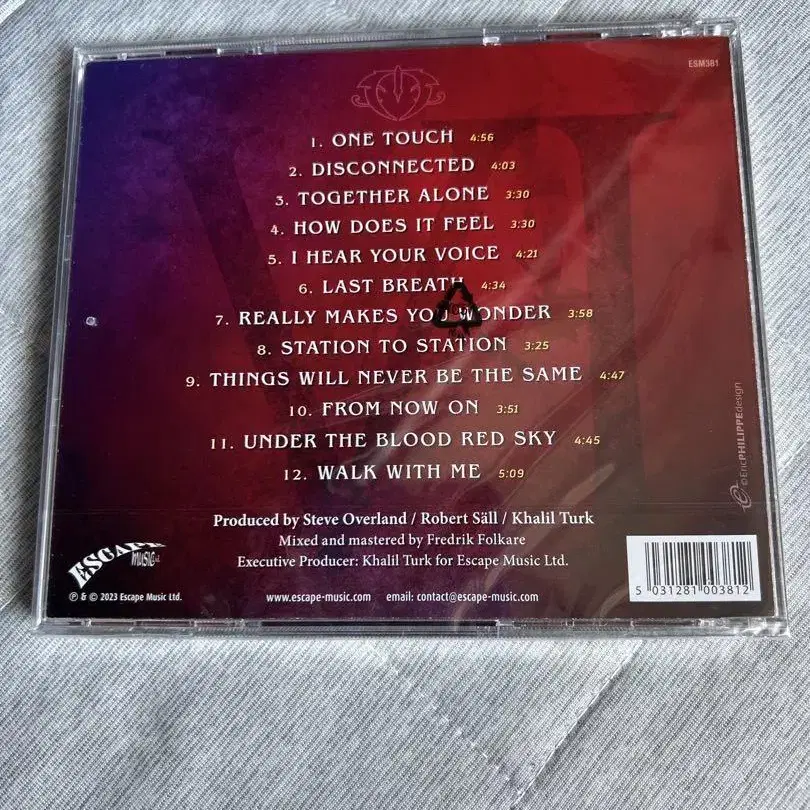 ESM381
1. ONE TOUCH 4:56
2. DISCONNECTED 4:03
3. TOGETHER ALONE 3:30
4. HOW DOES IT FEEL 3:30
5. I HEAR YOUR VOICE 4:21
6. LAST BREATH 4:34
7. REALLY MAKES YOU WONDER 3:58
8. STATION TO STATION 3:25
9. THINGS WILL NEVER BE THE SAME 4:47
10. FROM NOW ON 3:51
11. UNDER THE BLOOD RED SKY 4:45
12. WALK WITH ME 5:09
©EricPHILIPPEdesign
Produced by Steve Overland / Robert Säll / Khalil Turk
Mixed and mastered by Fredrik Folkare
Executive Producer: Khalil Turk for Escape Music Ltd.
ESCAPE
MUSIC
℗ & © 2023 Escape Music Ltd.
www.escape-music.com email: contact@escape-music.com
5 031281 003812